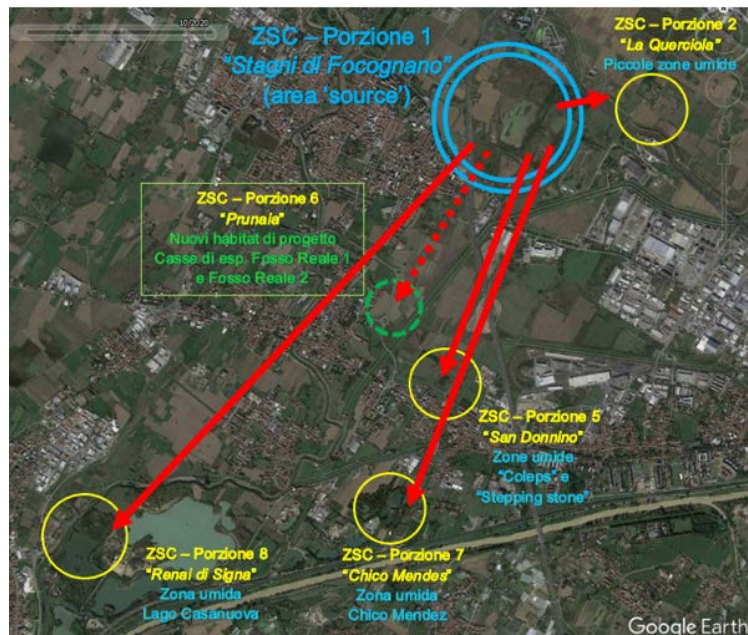 10/2020
ZSC – Porzione 1
“Stagni di Focognano”
(area ‘source’)
ZSC – Porzione 2
“La Querciola”
Piccole zone umide
ZSC – Porzione 6
“Prunaia”
Nuovi habitat di progetto
Casse di esp. Fosso Reale 1
e Fosso Reale 2
ZSC – Porzione 5
“San Donnino”
Zone umide
“Coleps” e
“Stepping stone”
ZSC – Porzione 8
“Renai di Signa”
Zona umida
Lago Casanuova
ZSC – Porzione 7
“Chico Mendes”
Zona umida
Chico Mendez
Google Earth